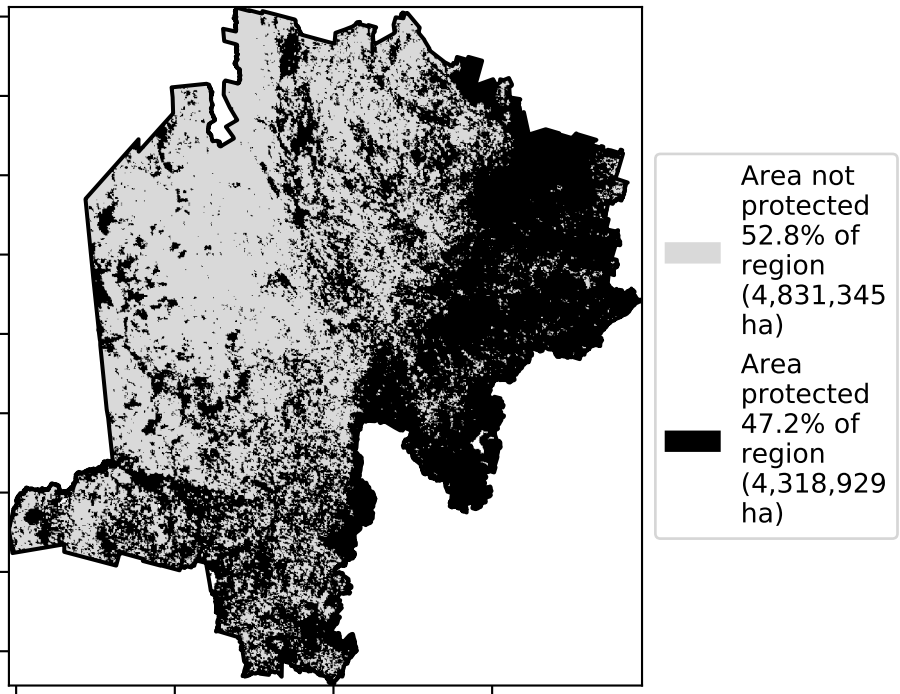 Area not
protected
52.8% of
region
(4,831,345
ha)
Area
protected
47.2% of
region
(4,318,929
ha)